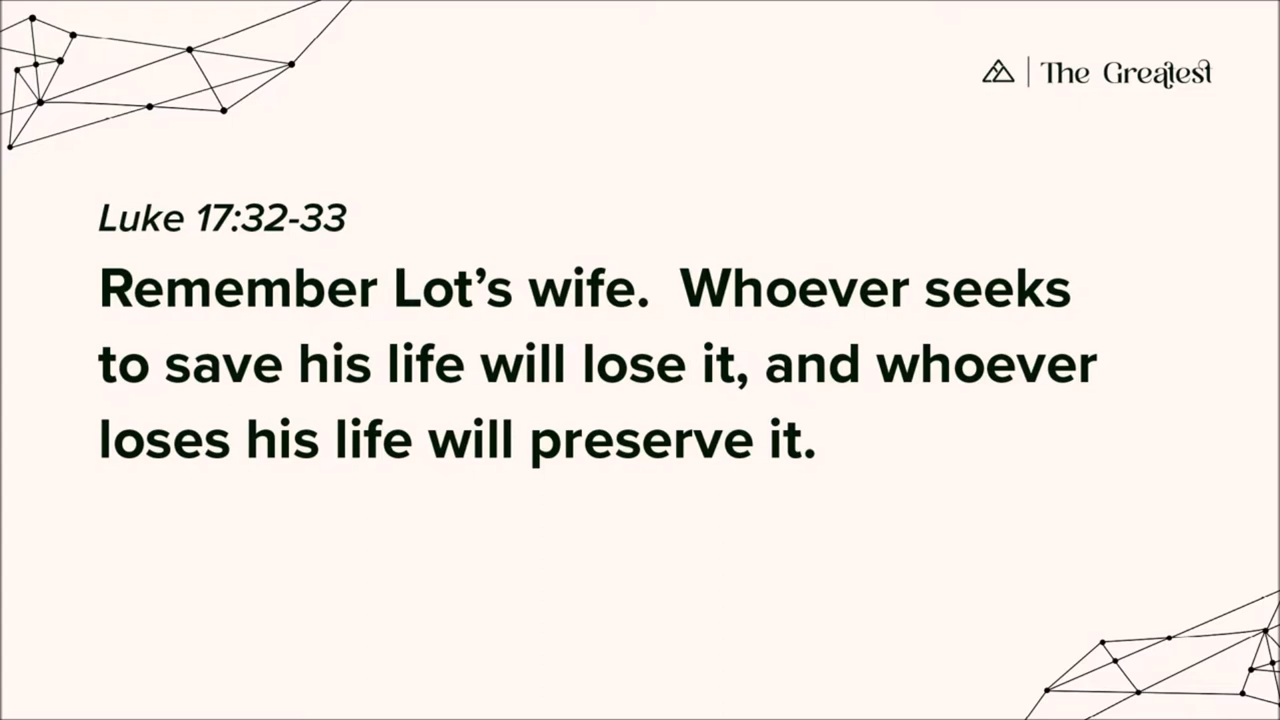 The Greatest
Luke 17:32-33
Remember Lot’s wife.  Whoever seeks
to save his life will lose it, and whoever
loses his life will preserve it.